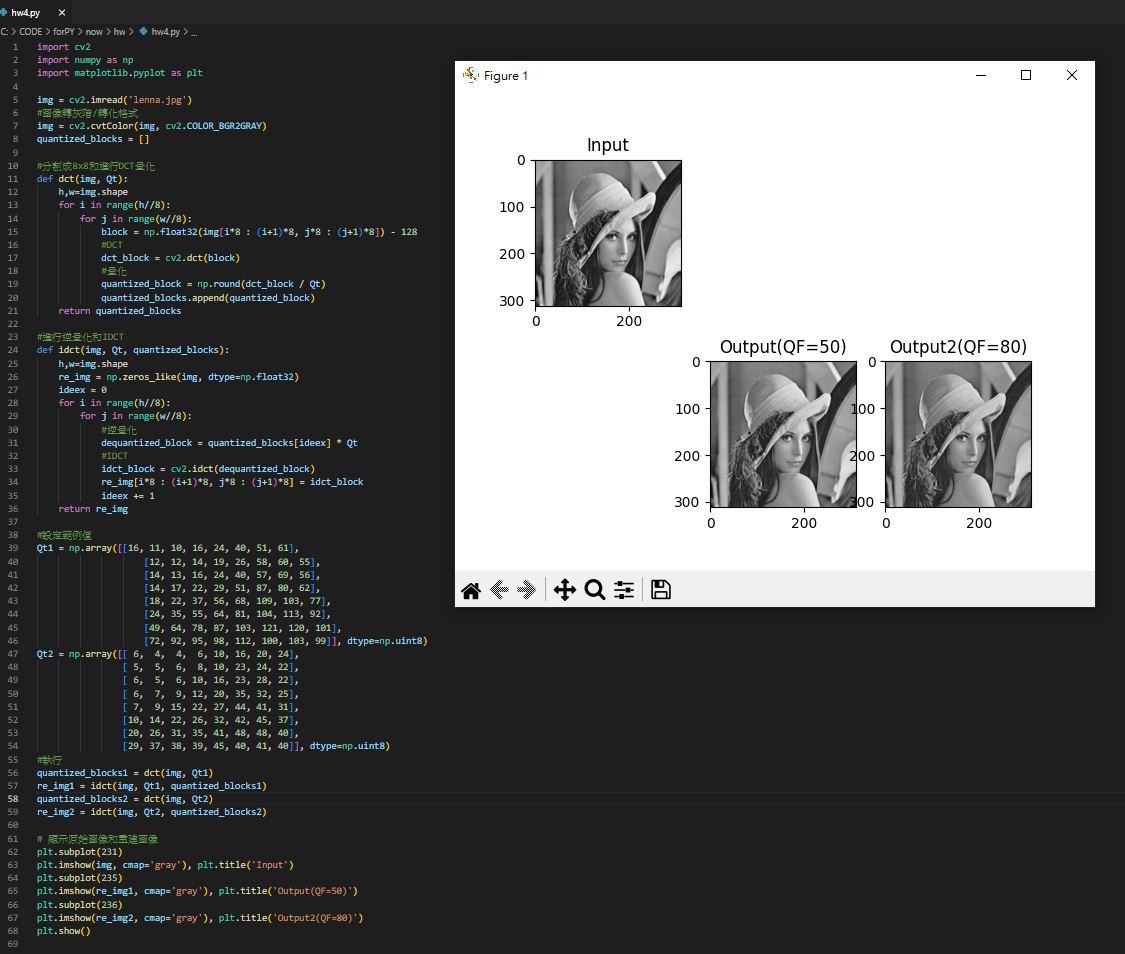 hw4.py
C: > CODE > forPY > now > hw > hw4.py > ...
1 import cv2
2 import numpy as np
3 import matplotlib.pyplot as plt
4
5 img = cv2.imread('lenna.jpg')
6 #圖像轉灰階/轉化格式
7 img = cv2.cvtColor(img, cv2.COLOR_BGR2GRAY)
8 quantized_blocks = []
9
10 #分割成8x8和進行DCT量化
11 def dct(img, Qt):
12 h,w=img.shape
13 for i in range(h//8):
14 for j in range(w//8):
15 block = np.float32(img[i*8 : (i+1)*8, j*8 : (j+1)*8]) - 128
16 #DCT
17 dct_block = cv2.dct(block)
18 #量化
19 quantized_block = np.round(dct_block / Qt)
20 quantized_blocks.append(quantized_block)
21 return quantized_blocks
22
23 #進行逆量化和IDCT
24 def idct(img, Qt, quantized_blocks):
25 h,w=img.shape
26 re_img = np.zeros_like(img, dtype=np.float32)
27 ideex = 0
28 for i in range(h//8):
29 for j in range(w//8):
30 #逆量化
31 dequantized_block = quantized_blocks[ideex] * Qt
32 #IDCT
33 idct_block = cv2.idct(dequantized_block)
34 re_img[i*8 : (i+1)*8, j*8 : (j+1)*8] = idct_block
35 ideex += 1
36 return re_img
37
38 #設定範例值
39 Qt1 = np.array([[16, 11, 10, 16, 24, 40, 51, 61],
40 [12, 12, 14, 19, 26, 58, 60, 55],
41 [14, 13, 16, 24, 40, 57, 69, 56],
42 [14, 17, 22, 29, 51, 87, 80, 62],
43 [18, 22, 37, 56, 68, 109, 103, 77],
44 [24, 35, 55, 64, 81, 104, 113, 92],
45 [49, 64, 78, 87, 103, 121, 120, 101],
46 [72, 92, 95, 98, 112, 100, 103, 99]], dtype=np.uint8)
47 Qt2 = np.array([[ 6, 4, 4, 6, 10, 16, 20, 24],
48 [ 5, 5, 6, 8, 10, 23, 24, 22],
49 [ 6, 5, 6, 10, 16, 23, 28, 22],
50 [ 6, 7, 9, 12, 20, 35, 32, 25],
51 [ 7, 9, 15, 22, 27, 44, 41, 31],
52 [10, 14, 22, 26, 32, 42, 45, 37],
53 [20, 26, 31, 35, 41, 48, 48, 40],
54 [29, 37, 38, 39, 45, 40, 41, 40]], dtype=np.uint8)
55 #執行
56 quantized_blocks1 = dct(img, Qt1)
57 re_img1 = idct(img, Qt1, quantized_blocks1)
58 quantized_blocks2 = dct(img, Qt2)
59 re_img2 = idct(img, Qt2, quantized_blocks2)
60
61 # 顯示原始圖像和重建圖像
62 plt.subplot(231)
63 plt.imshow(img, cmap='gray'), plt.title('Input')
64 plt.subplot(235)
65 plt.imshow(re_img1, cmap='gray'), plt.title('Output(QF=50)')
66 plt.subplot(236)
67 plt.imshow(re_img2, cmap='gray'), plt.title('Output2(QF=80)')
68 plt.show()
69
Figure 1
Input
0
100
200
300
0 200
Output(QF=50)
0
100
200
300
0 200
Output2(QF=80)
0
100
200
300
0 200